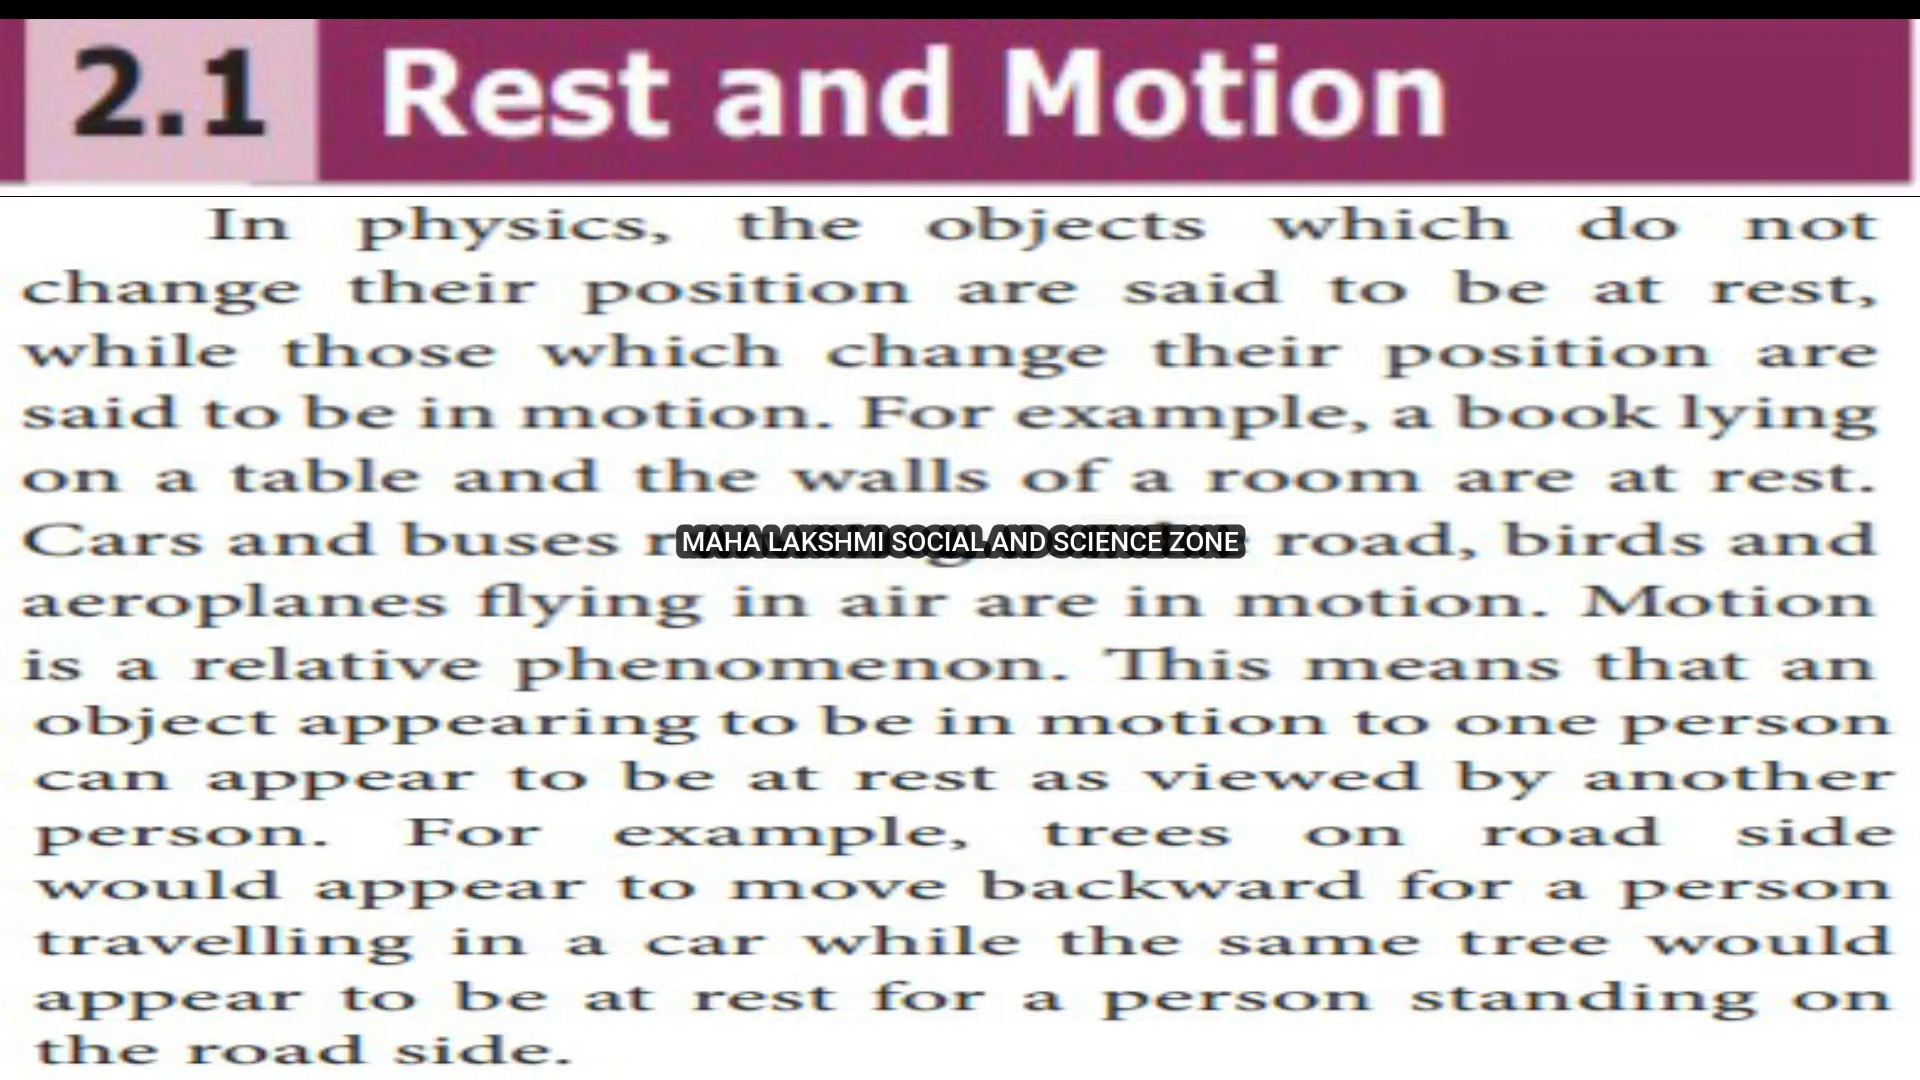 2.1 Rest and Motion
In physics, the objects which do not
change their position are said to be at rest,
while those which change their position are
said to be in motion. For example, a book lying
on a table and the walls of a room are at rest.
Cars and buses MAHA LAKSHMI SOCIAL AND SCIENCE ZONE road, birds and
aeroplanes flying in air are in motion. Motion
is a relative phenomenon. This means that an
object appearing to be in motion to one person
can appear to be at rest as viewed by another
person. For example, trees on road side
would appear to move backward for a person
travelling in a car while the same tree would
appear to be at rest for a person standing on
the road side.